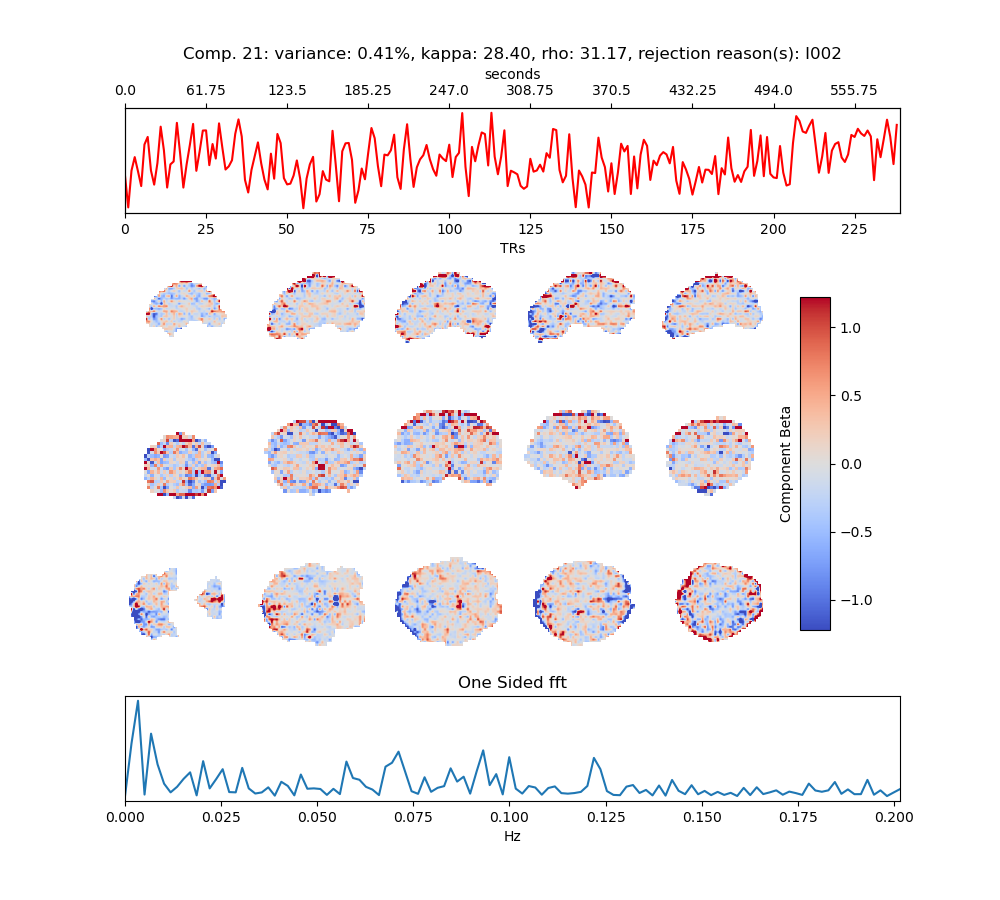 Comp. 21: variance: 0.41%, kappa: 28.40, rho: 31.17, rejection reason(s): I002
seconds
0.0 61.75 123.5 185.25 247.0 308.75 370.5 432.25 494.0 555.75
0 25 50 75 100 125 150 175 200 225
TRs
1.0
0.5
0.0
−0.5
−1.0
Component Beta
One Sided fft
0.000 0.025 0.050 0.075 0.100 0.125 0.150 0.175 0.200
Hz